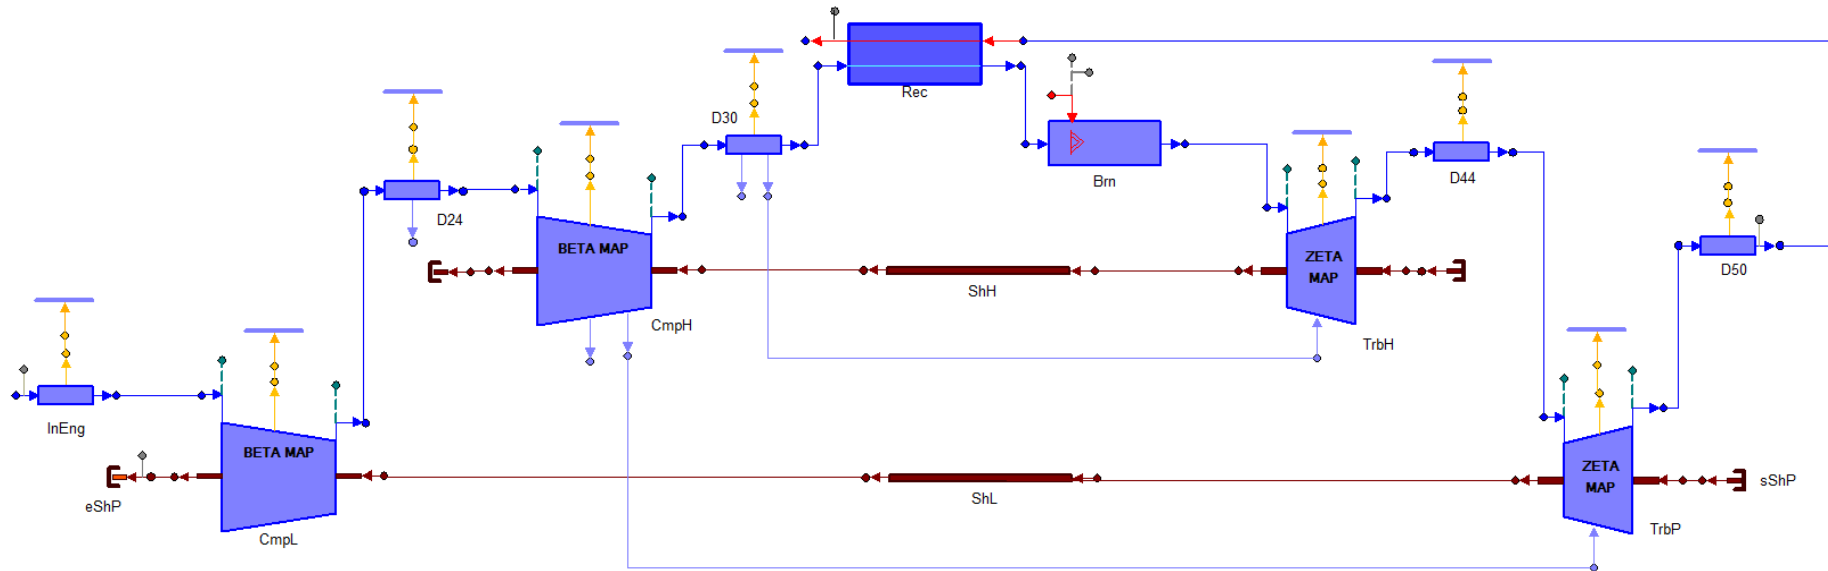 Rec
D30
Brn
D44
D24
BETA MAP
ZETA
MAP
D50
ShH
CmpH
TrbH
InEng
BETA MAP
ZETA
MAP
eShP
ShL
sShP
CmpL
TrbP